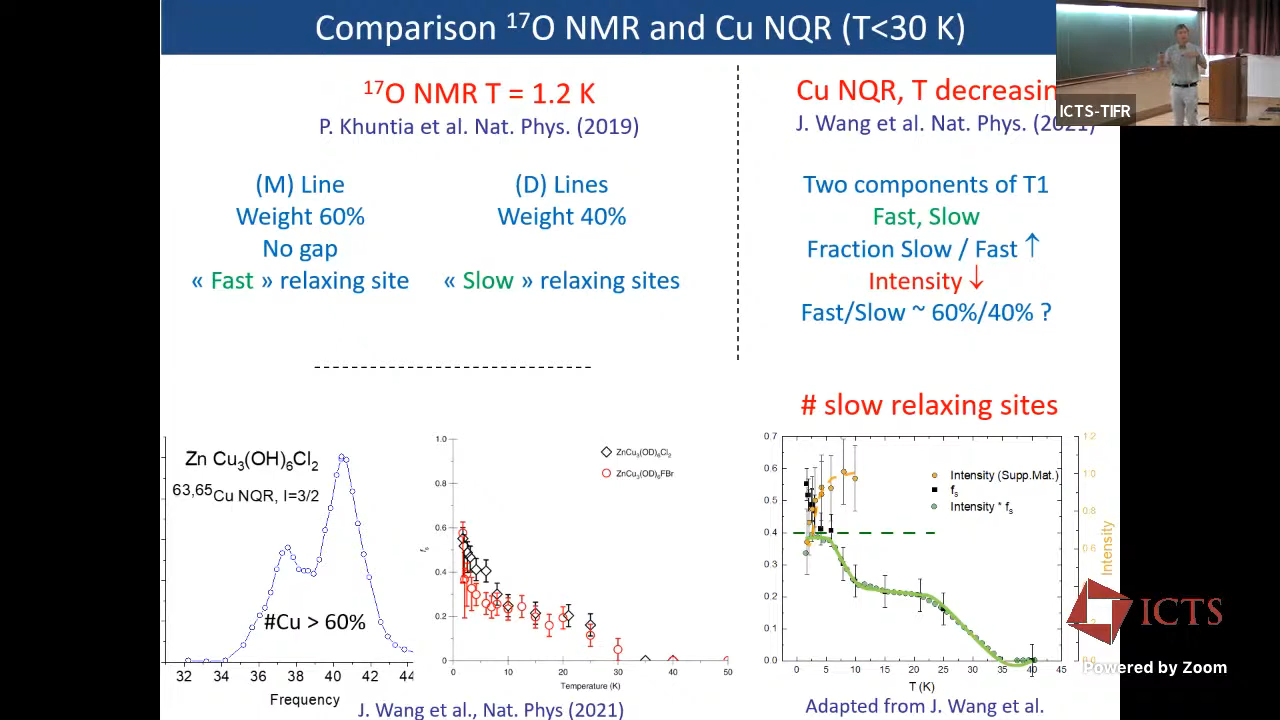 Comparison ¹⁷O NMR and Cu NQR (T<30 K)
ICTS-TIFR
¹⁷O NMR T = 1.2 K
P. Khuntia et al. Nat. Phys. (2019)
(M) Line
Weight 60%
No gap
« Fast » relaxing site
(D) Lines
Weight 40%
« Slow » relaxing sites
Cu NQR, T decreasin
J. Wang et al. Nat. Phys. (2021)
Two components of T1
Fast, Slow
Fraction Slow / Fast ↑
Intensity ↓
Fast/Slow ~ 60%/40% ?
# slow relaxing sites
Zn Cu₃(OH)₆Cl₂
⁶³,⁶⁵Cu NQR, I=3/2
#Cu > 60%
32 34 36 38 40 42 44
Frequency
1.0
0.8
0.6
0.4
0.2
0
fₛ
ZnCu₃(OD)₆Cl₂
ZnCu₃(OD)₆FBr
0 10 20 30 40 50
Temperature (K)
J. Wang et al., Nat. Phys (2021)
0.7
0.6
0.5
0.4
0.3
0.2
0.1
0.0
Intensity (Supp.Mat.)
fₛ
Intensity * fₛ
1.2
1.0
0.8
0.6
0.0
Intensity
0 5 10 15 20 25 30 35 40 45
T (K)
Adapted from J. Wang et al.
ICTS
Powered by Zoom